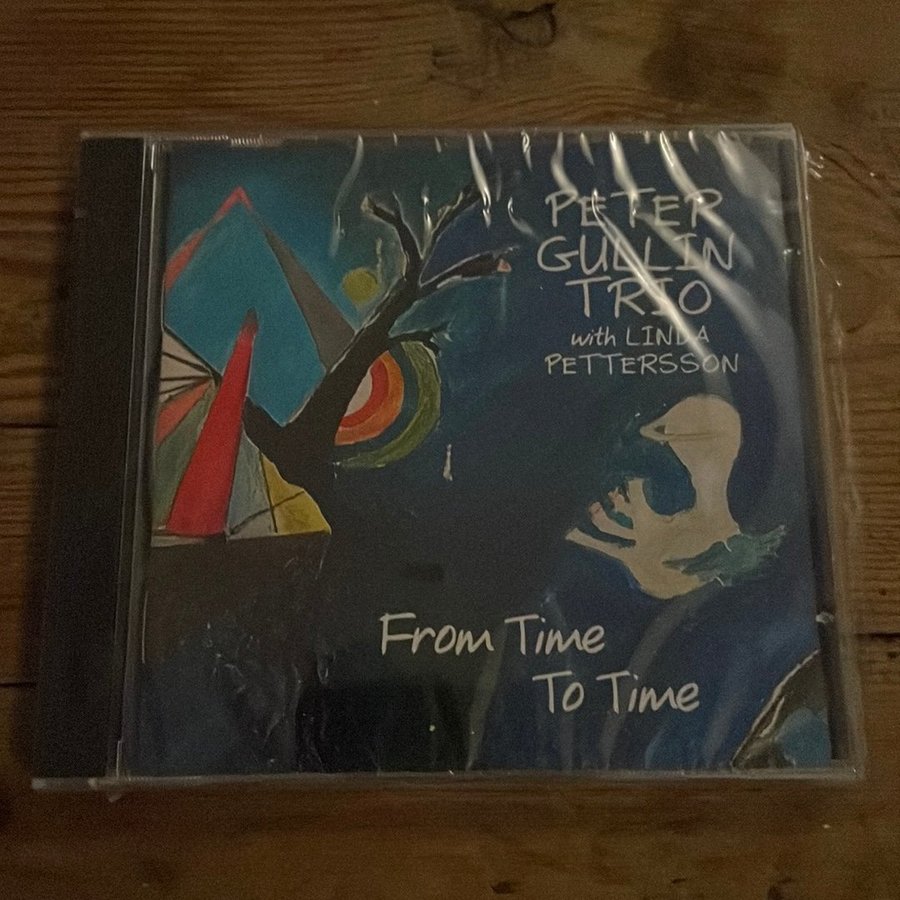 PETER
GULLIN
TRIO
with LINDA
PETTERSSON
From Time
To Time